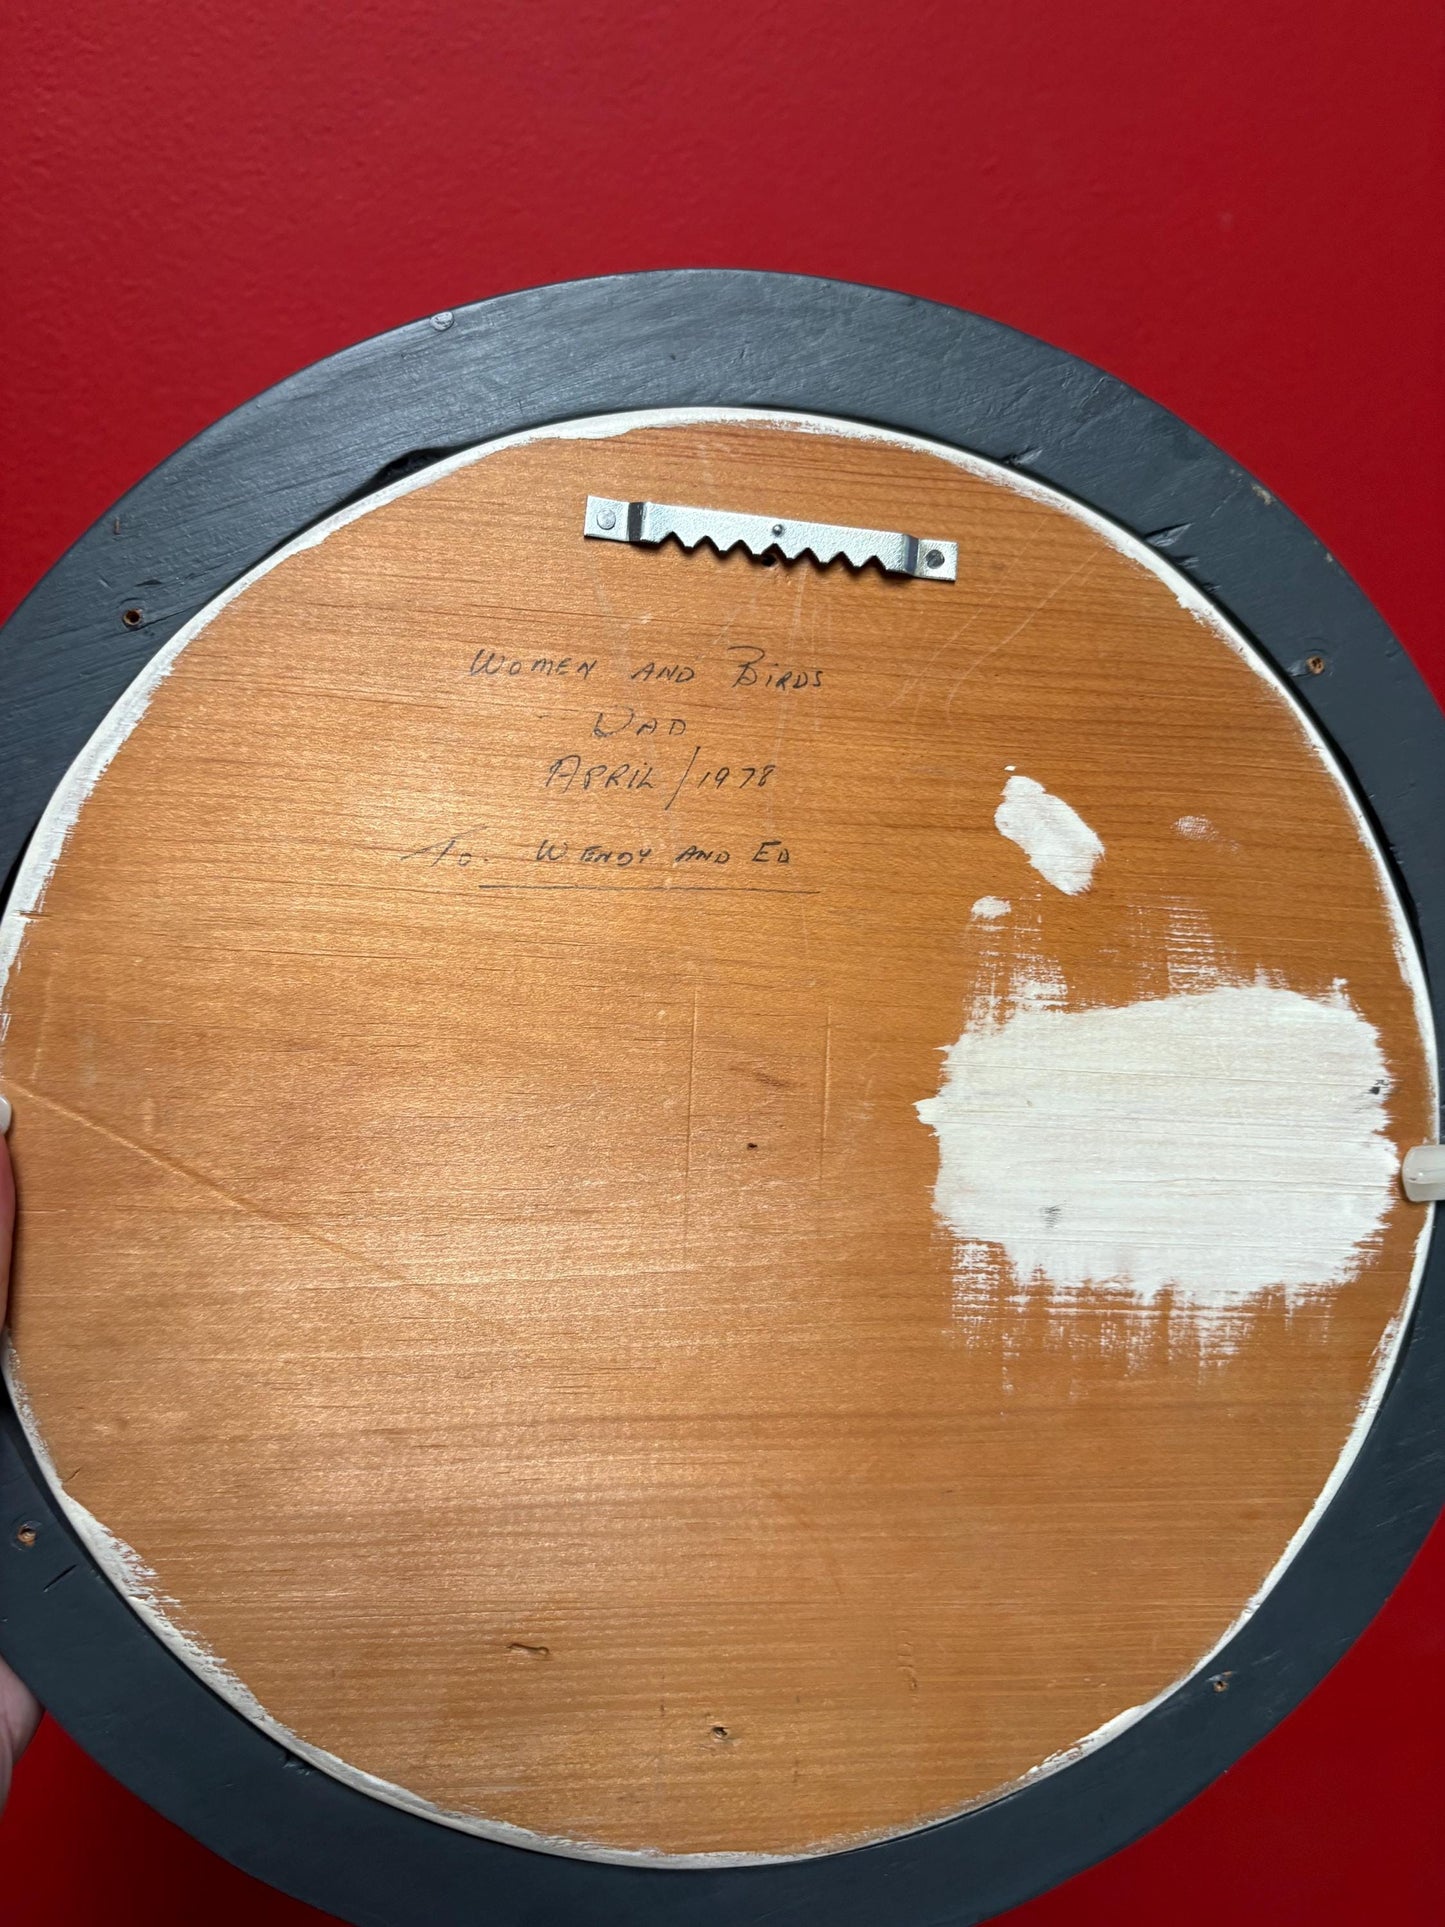 WOMEN AND BIRDS
- DAD
APRIL/1978
To. WENDY AND ED